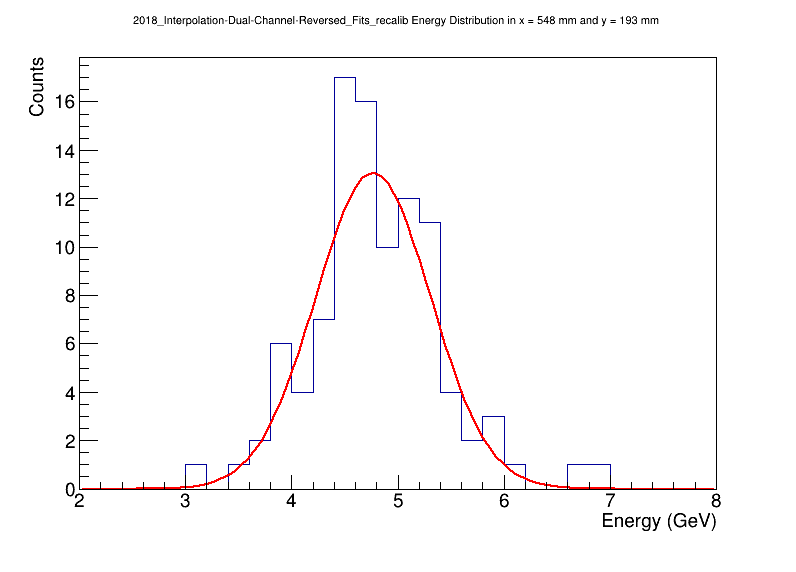 2018_Interpolation-Dual-Channel-Reversed_Fits_recalib Energy Distribution in x = 548 mm and y = 193 mm
Counts
16
14
12
10
8
6
4
2
0
2 3 4 5 6 7 8
Energy (GeV)